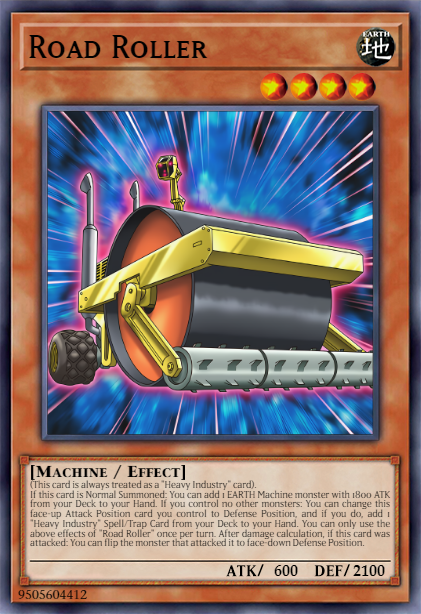 Road Roller
EARTH
地
[Machine / Effect]
(This card is always treated as a "Heavy Industry" card).
If this card is Normal Summoned: You can add 1 EARTH Machine monster with 1800 ATK
from your Deck to your Hand. If you control no other monsters: You can change this
face-up Attack Position card you control to Defense Position, and if you do, add 1
"Heavy Industry" Spell/Trap Card from your Deck to your Hand. You can only use the
above effects of "Road Roller" once per turn. After damage calculation, if this card was
attacked: You can flip the monster that attacked it to face-down Defense Position.
ATK/ 600 DEF/2100
9505604412